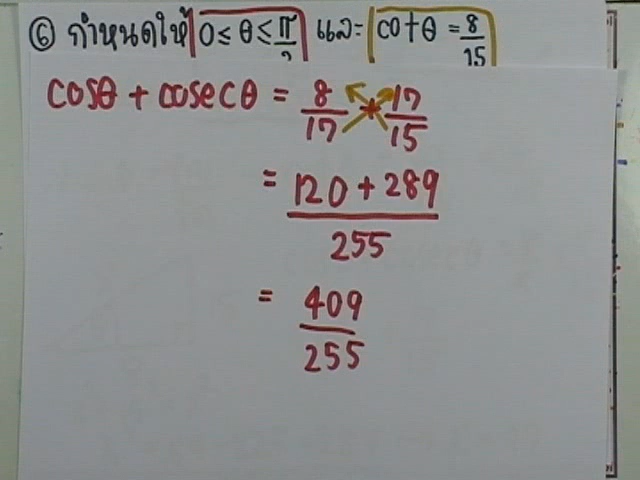 ⑥ กำหนดให้ 0 ≤ θ ≤ π/2 และ cotθ = 8/15
cosθ + cosecθ = 8/17 + 17/15
= 120 + 289 / 255
= 409 / 255